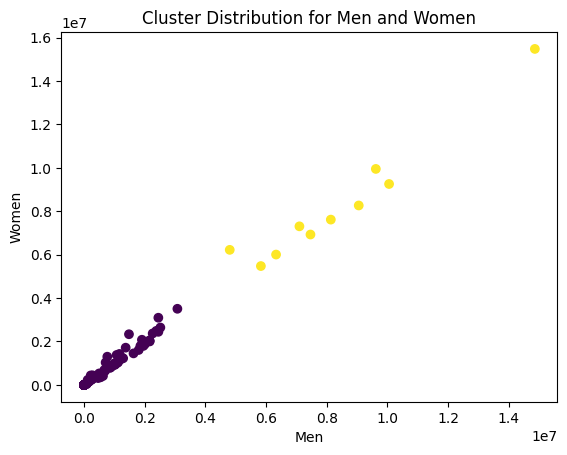 Cluster Distribution for Men and Women
1e7
1.6
1.4
1.2
1.0
0.8
0.6
0.4
0.2
0.0
Women
0.0 0.2 0.4 0.6 0.8 1.0 1.2 1.4
1e7
Men